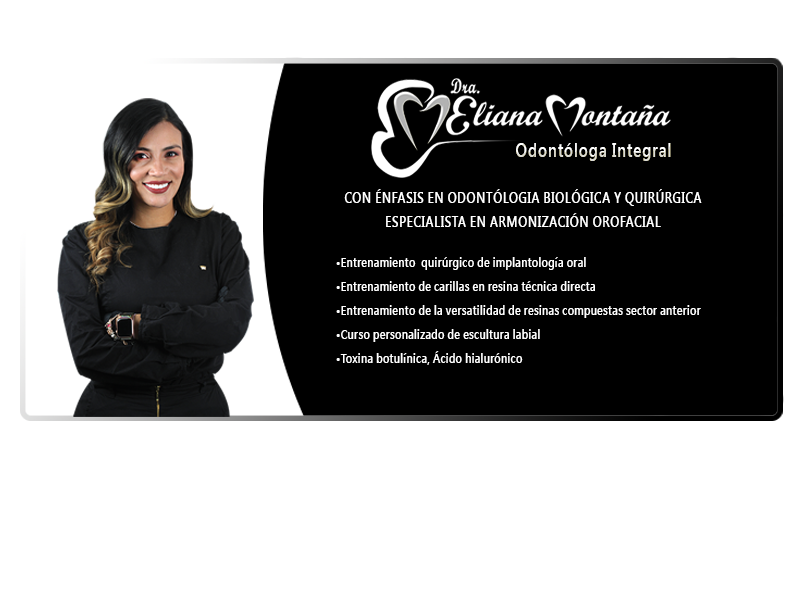 Dra.
Eliana Montaña
Odontóloga Integral
CON ÉNFASIS EN ODONTÓLOGIA BIOLÓGICA Y QUIRÚRGICA
ESPECIALISTA EN ARMONIZACIÓN OROFACIAL
•Entrenamiento quirúrgico de implantología oral
•Entrenamiento de carillas en resina técnica directa
•Entrenamiento de la versatilidad de resinas compuestas sector anterior
•Curso personalizado de escultura labial
•Toxina botulínica, Ácido hialurónico